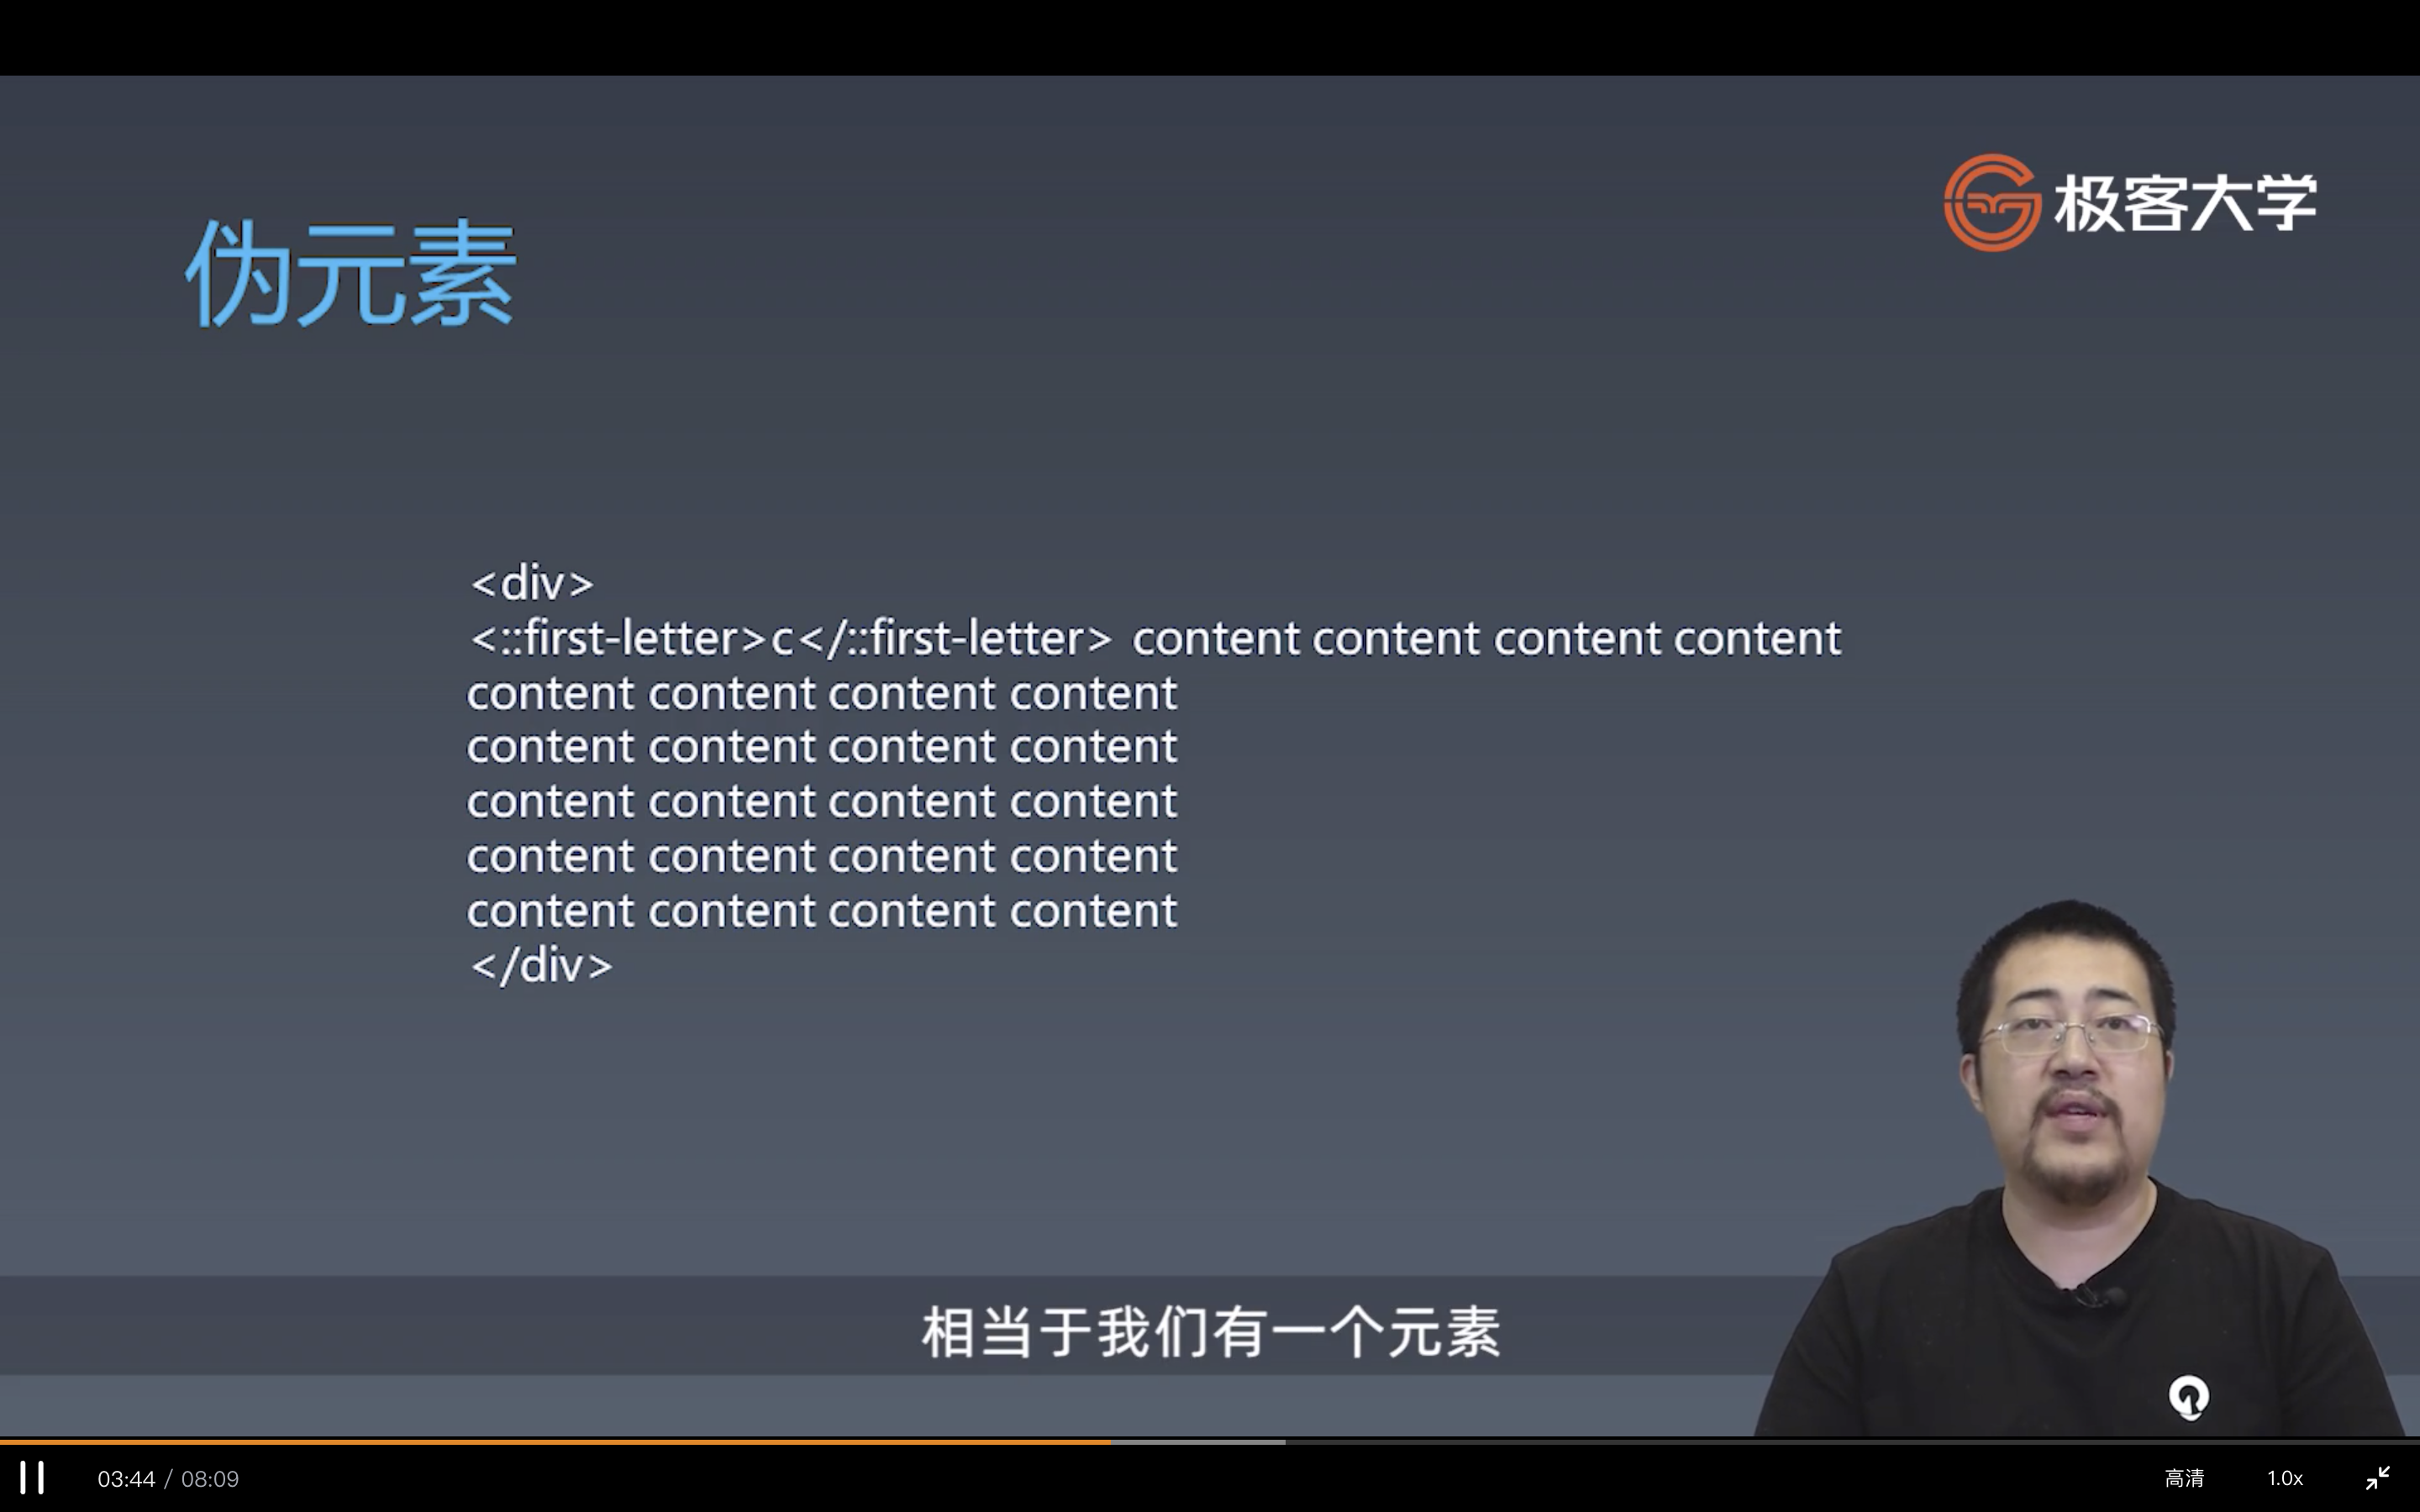 极客大学
伪元素
<div>
<::first-letter>c</::first-letter> content content content content
content content content content
content content content content
content content content content
content content content content
content content content content
</div>
相当于我们有一个元素
03:44 / 08:09
高清
1.0x